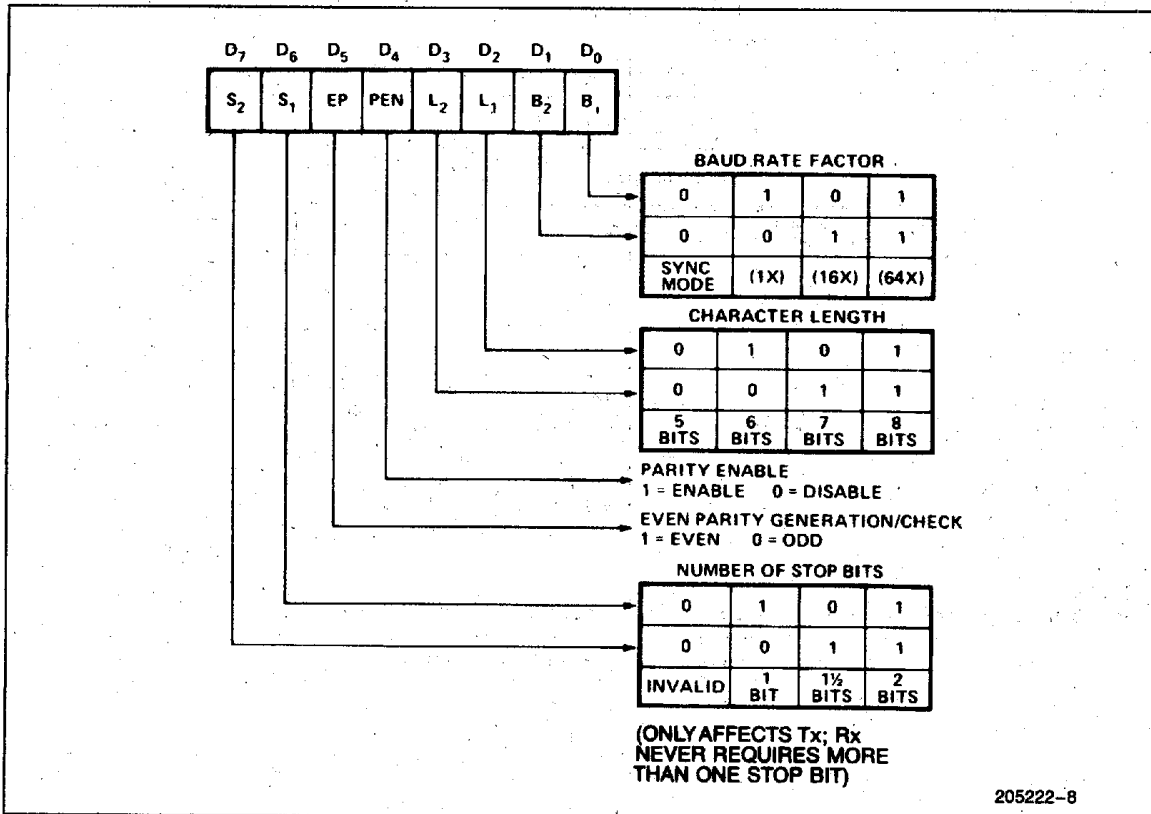 D7 D6 D5 D4 D3 D2 D1 D0
S2 S1 EP PEN L2 L1 B2 B1
BAUD RATE FACTOR
0 1 0 1
0 0 1 1
SYNC MODE (1X) (16X) (64X)
CHARACTER LENGTH
0 1 0 1
0 0 1 1
5 BITS 6 BITS 7 BITS 8 BITS
PARITY ENABLE
1 = ENABLE 0 = DISABLE
EVEN PARITY GENERATION/CHECK
1 = EVEN 0 = ODD
NUMBER OF STOP BITS
0 1 0 1
0 0 1 1
INVALID 1 BIT 1½ BITS 2 BITS
(ONLY AFFECTS Tx; Rx
NEVER REQUIRES MORE
THAN ONE STOP BIT)
205222-8